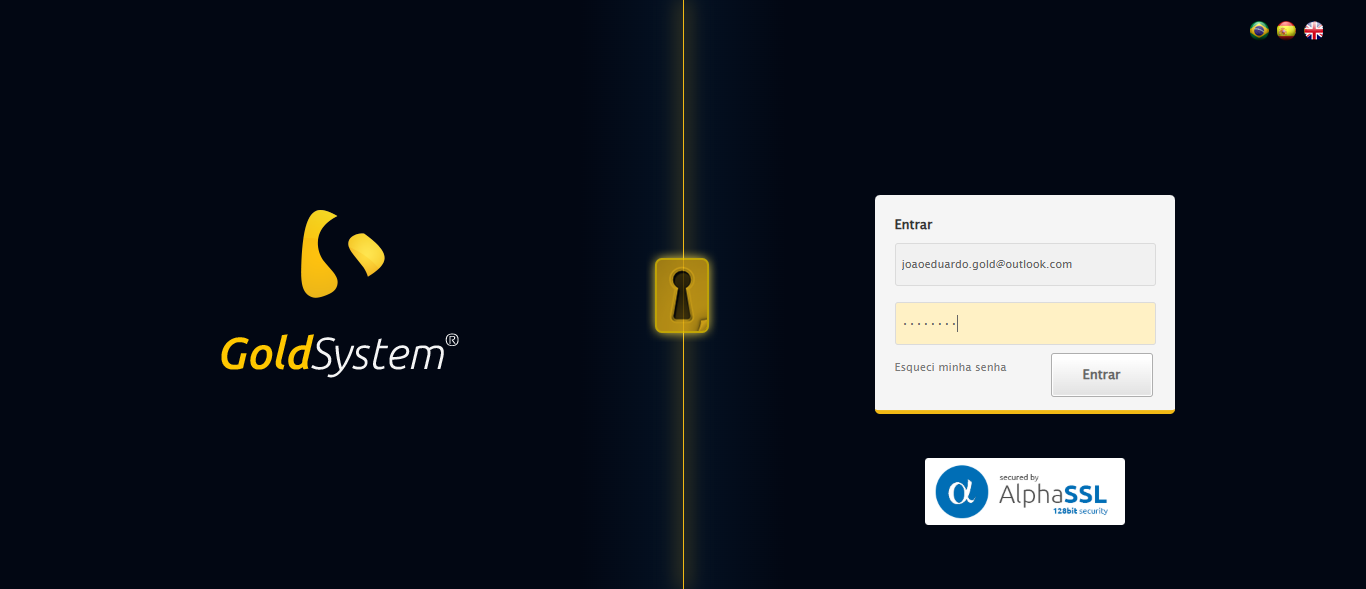 GoldSystem®
Entrar
joaoeduardo.gold@outlook.com
........
Esqueci minha senha
Entrar
α
secured by
AlphaSSL
128bit security